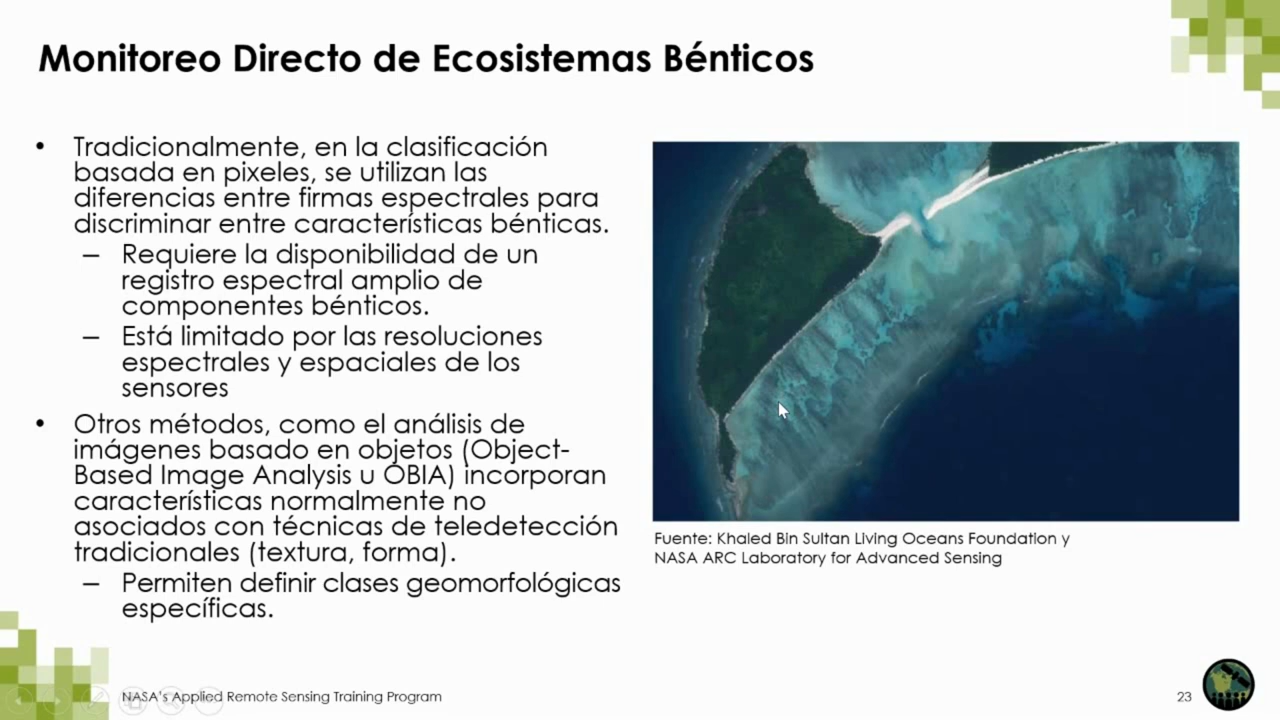 Monitoreo Directo de Ecosistemas Bénticos
• Tradicionalmente, en la clasificación
basada en pixeles, se utilizan las
diferencias entre firmas espectrales para
discriminar entre características bénticas.
– Requiere la disponibilidad de un
registro espectral amplio de
componentes bénticos.
– Está limitado por las resoluciones
espectrales y espaciales de los
sensores
• Otros métodos, como el análisis de
imágenes basado en objetos (Object-
Based Image Analysis u OBIA) incorporan
características normalmente no
asociados con técnicas de teledetección
tradicionales (textura, forma).
– Permiten definir clases geomorfológicas
específicas.
Fuente: Khaled Bin Sultan Living Oceans Foundation y
NASA ARC Laboratory for Advanced Sensing
NASA's Applied Remote Sensing Training Program
23